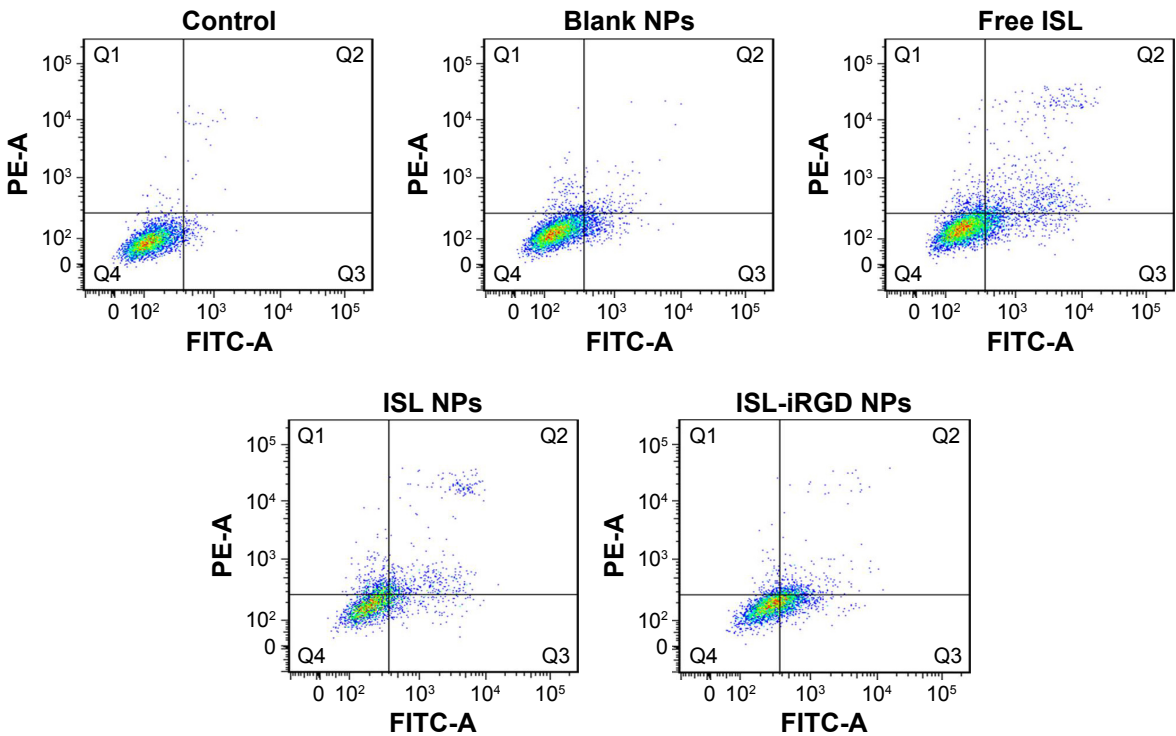 Control
Q1 Q2
10⁵
10⁴
10³
10²
0
Q4 Q3
0 10² 10³ 10⁴ 10⁵
PE-A
FITC-A
Blank NPs
Q1 Q2
10⁵
10⁴
10³
10²
0
Q4 Q3
0 10² 10³ 10⁴ 10⁵
PE-A
FITC-A
Free ISL
Q1 Q2
10⁵
10⁴
10³
10²
0
Q4 Q3
0 10² 10³ 10⁴ 10⁵
PE-A
FITC-A
ISL NPs
Q1 Q2
10⁵
10⁴
10³
10²
0
Q4 Q3
0 10² 10³ 10⁴ 10⁵
PE-A
FITC-A
ISL-iRGD NPs
Q1 Q2
10⁵
10⁴
10³
10²
0
Q4 Q3
0 10² 10³ 10⁴ 10⁵
PE-A
FITC-A